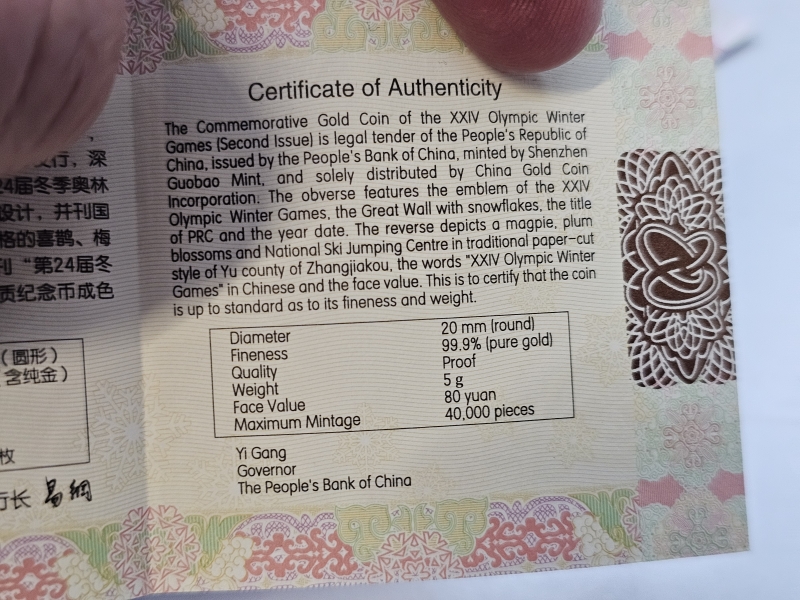 发行，深
24届冬季奥林
设计，并刊国
格的喜鹊、梅
刊“第24届冬
质纪念币成色
（圆形）
含纯金）
枚
行长
Certificate of Authenticity
The Commemorative Gold Coin of the XXIV Olympic Winter
Games (Second Issue) is legal tender of the People's Republic of
China, issued by the People's Bank of China, minted by Shenzhen
Guobao Mint, and solely distributed by China Gold Coin
Incorporation. The obverse features the emblem of the XXIV
Olympic Winter Games, the Great Wall with snowflakes, the title
of PRC and the year date. The reverse depicts a magpie, plum
blossoms and National Ski Jumping Centre in traditional paper-cut
style of Yu county of Zhangjiakou, the words "XXIV Olympic Winter
Games" in Chinese and the face value. This is to certify that the coin
is up to standard as to its fineness and weight.
Diameter 20 mm (round)
Fineness 99.9% (pure gold)
Quality Proof
Weight 5 g
Face Value 80 yuan
Maximum Mintage 40,000 pieces
Yi Gang
Governor
The People's Bank of China